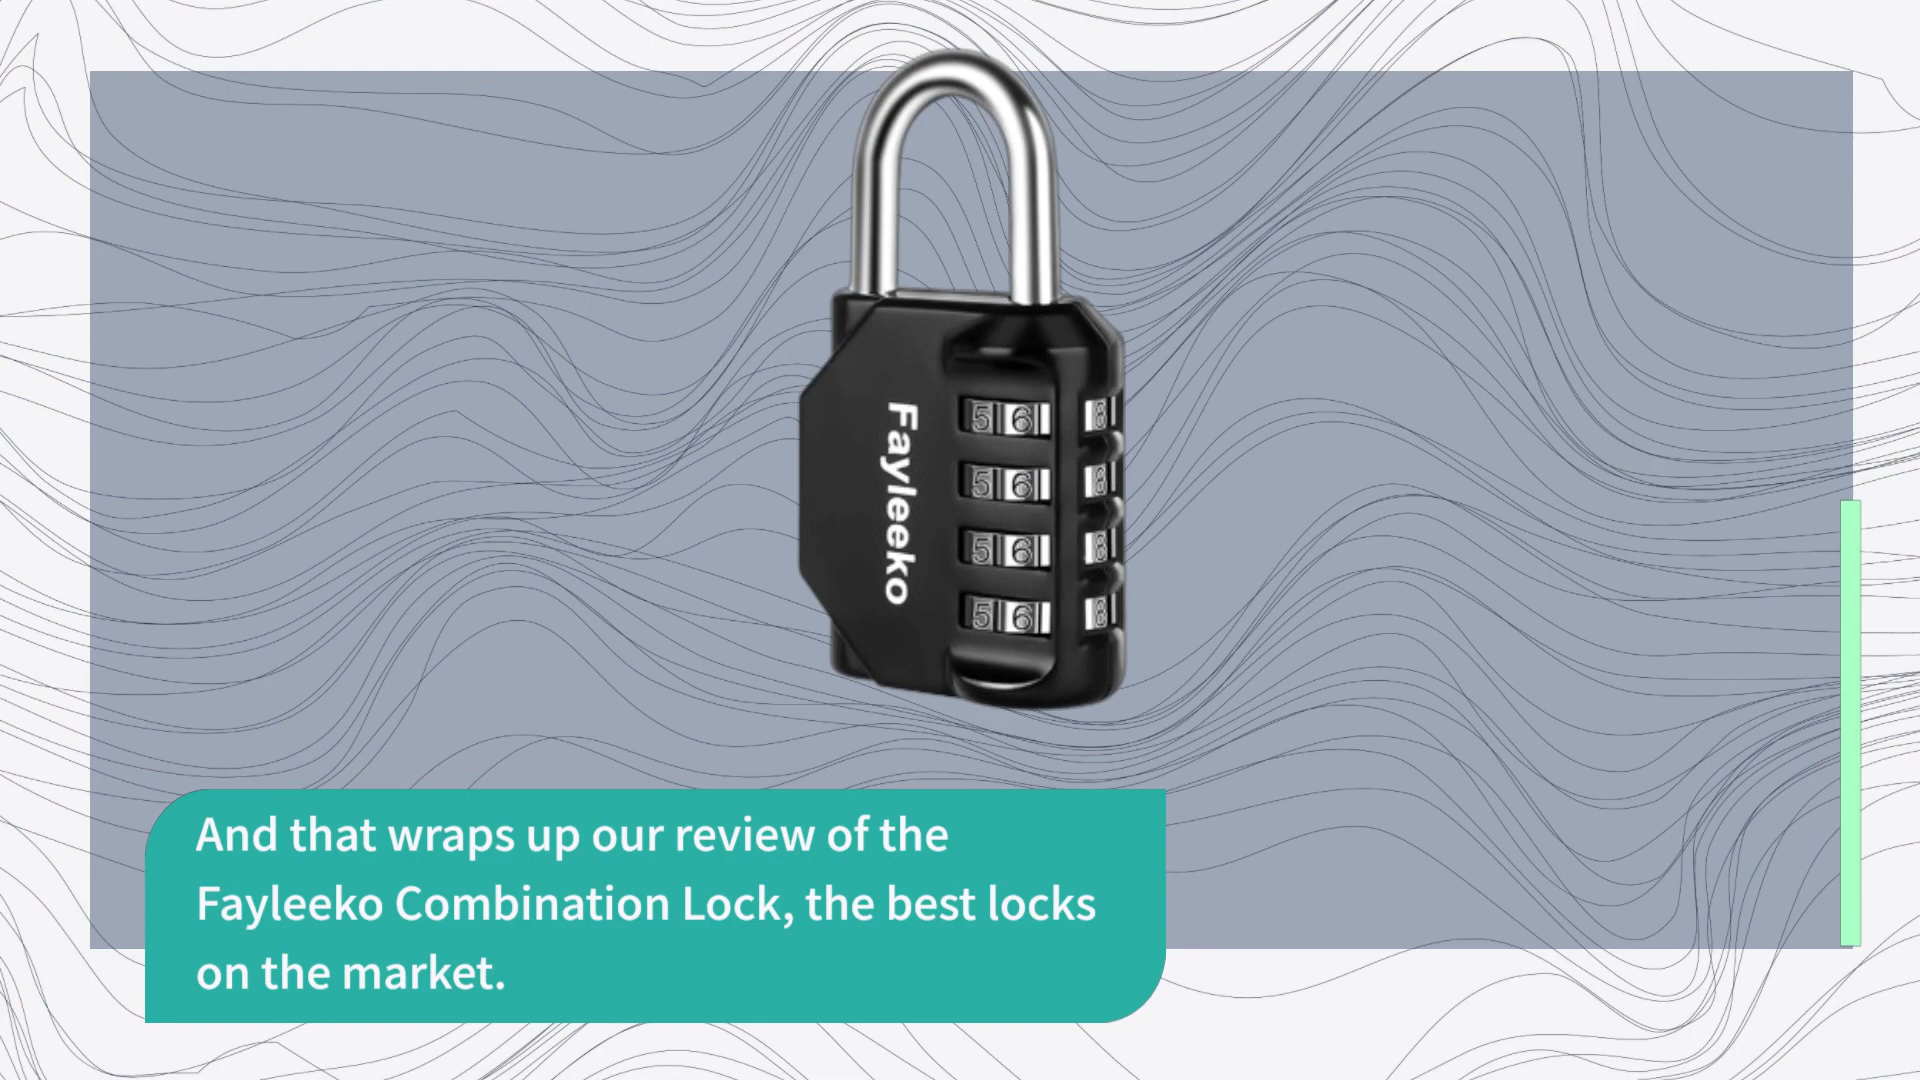 Fayleeko
5 6 8
5 6 8
5 6 8
5 6 8
And that wraps up our review of the
Fayleeko Combination Lock, the best locks
on the market.